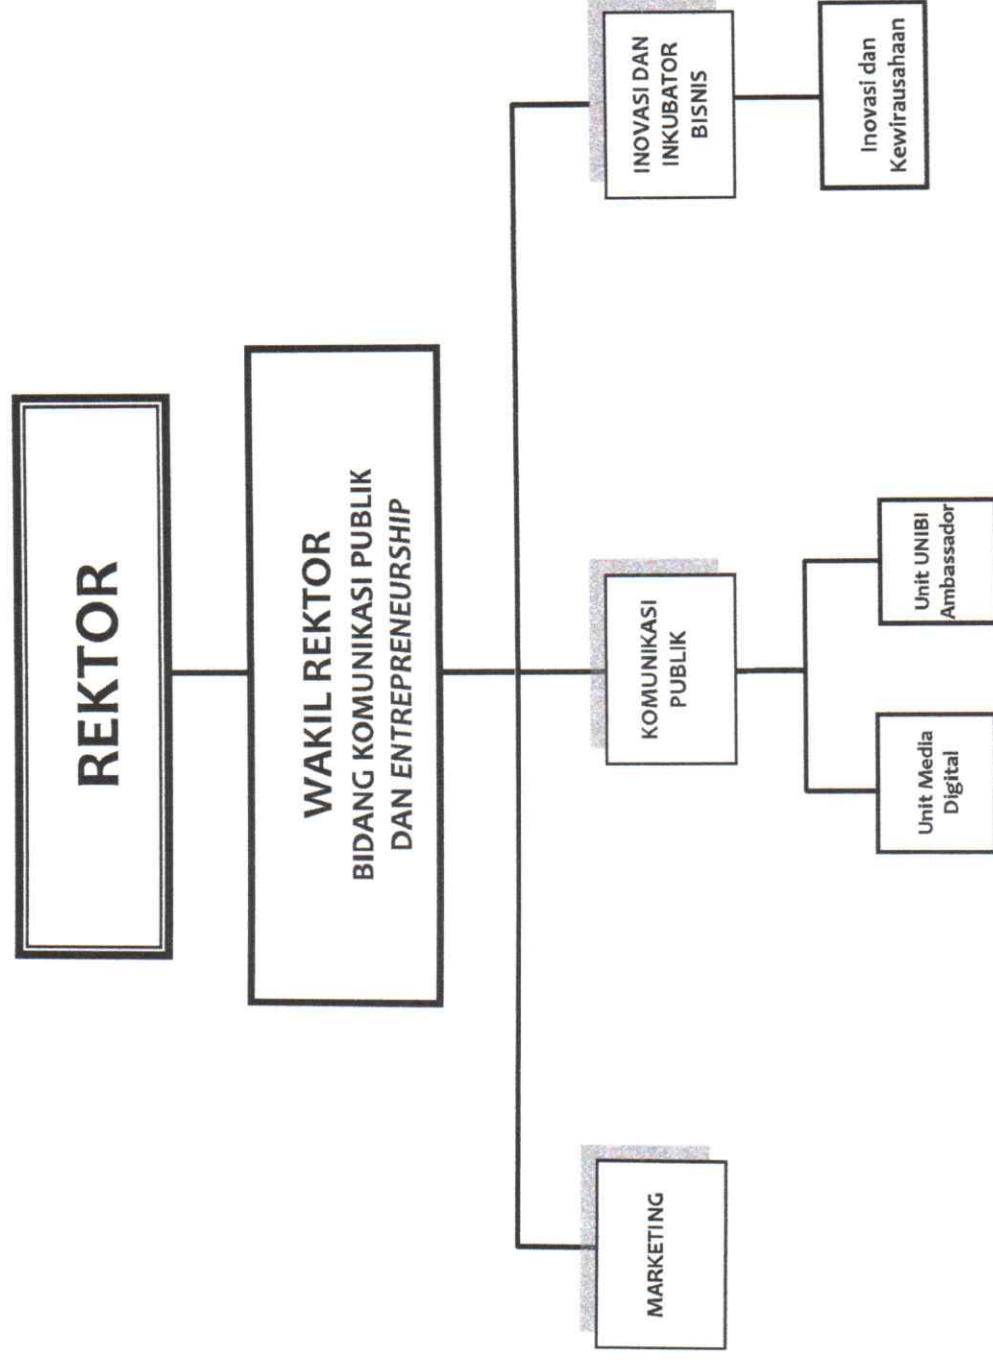 REKTOR
WAKIL REKTOR
BIDANG KOMUNIKASI PUBLIK
DAN ENTREPRENEURSHIP
MARKETING
KOMUNIKASI
PUBLIK
INOVASI DAN
INKUBATOR
BISNIS
Unit Media
Digital
Unit UNIBI
Ambassador
Inovasi dan
Kewirausahaan